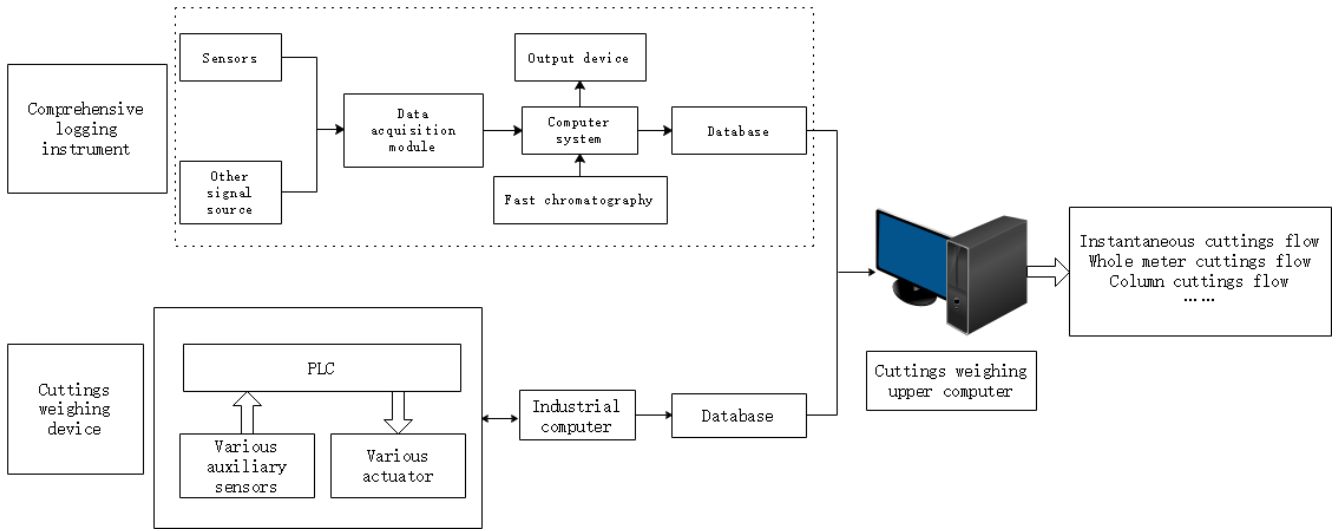 Comprehensive
logging
instrument
Sensors
Other
signal
source
Data
acquisition
module
Output device
Computer
system
Fast chromatography
Database
Cuttings
weighing
device
PLC
Various
auxiliary
sensors
Various
actuator
Industrial
computer
Database
Cuttings weighing
upper computer
Instantaneous cuttings flow
Whole meter cuttings flow
Column cuttings flow
……